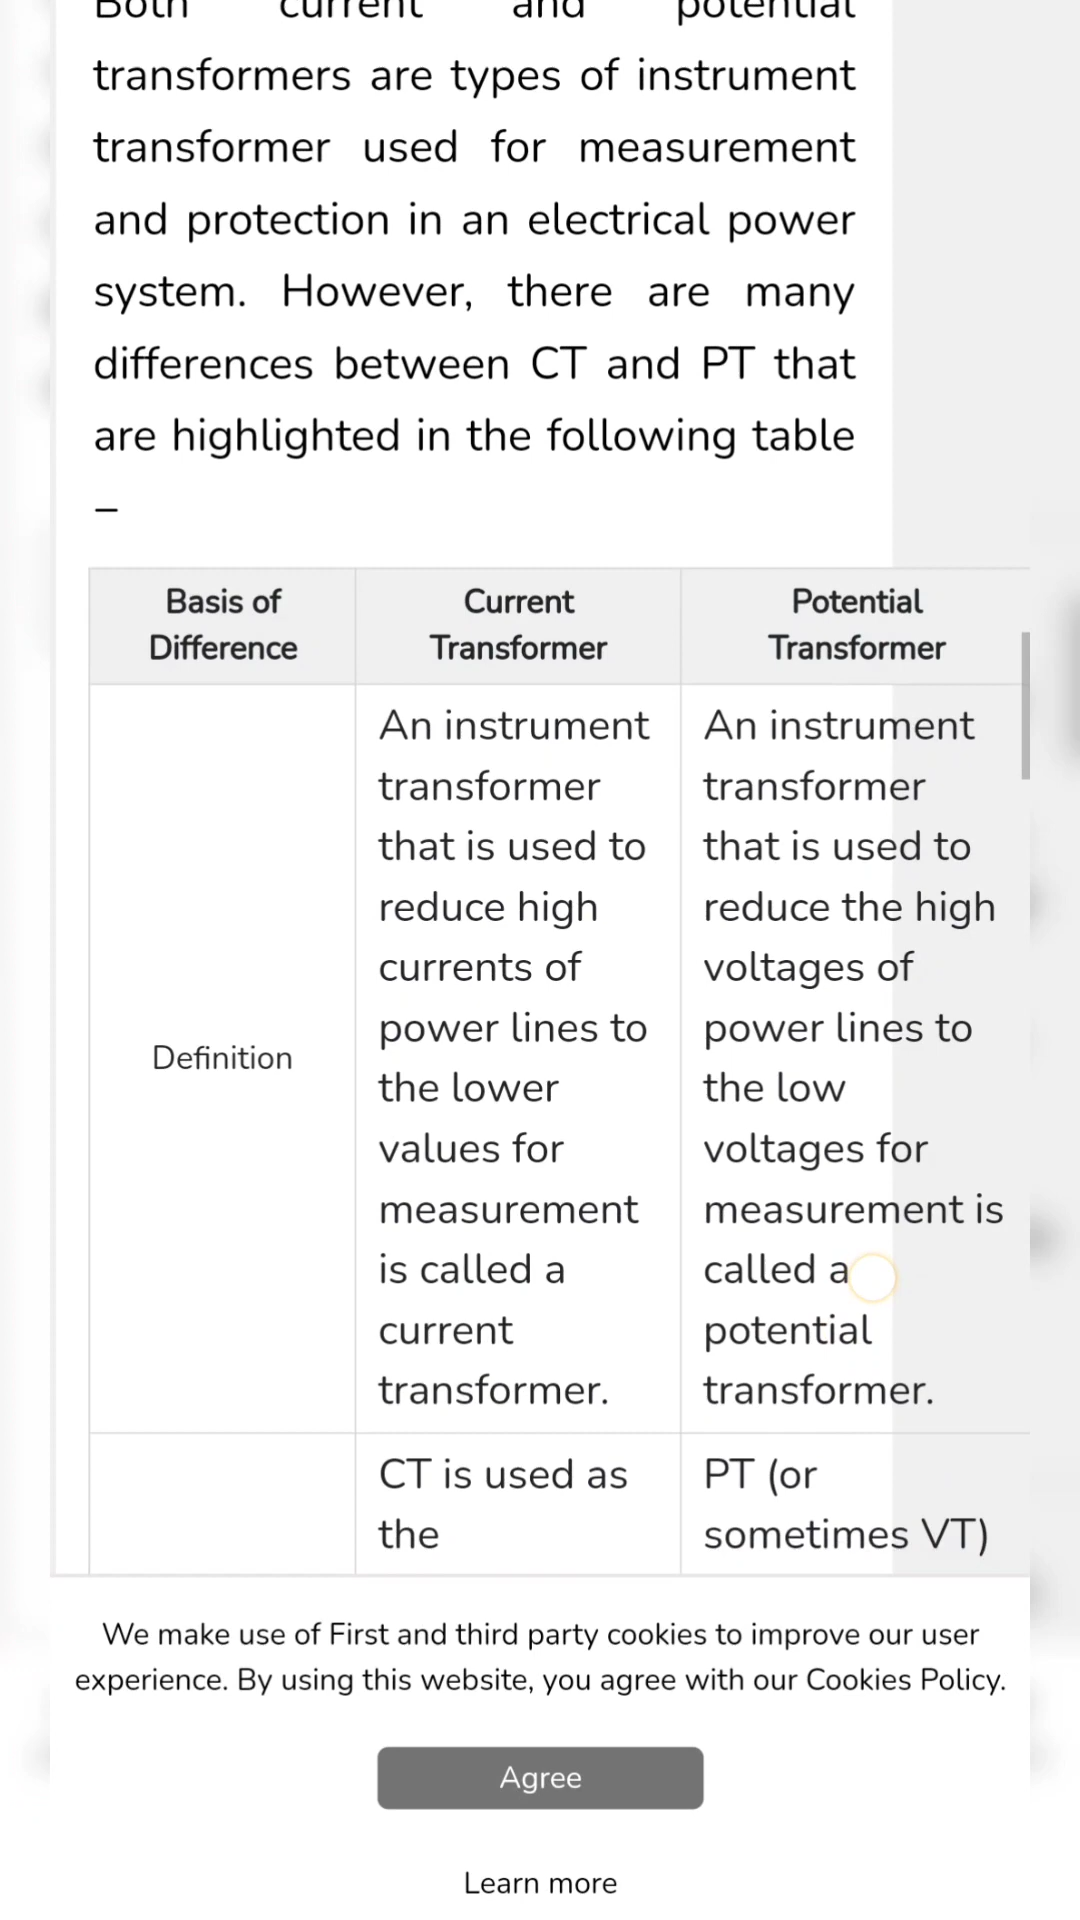 Both current and potential
transformers are types of instrument
transformer used for measurement
and protection in an electrical power
system. However, there are many
differences between CT and PT that
are highlighted in the following table
–
Basis of
Difference
Current
Transformer
Potential
Transformer
Definition
An instrument
transformer
that is used to
reduce high
currents of
power lines to
the lower
values for
measurement
is called a
current
transformer.
An instrument
transformer
that is used to
reduce the high
voltages of
power lines to
the low
voltages for
measurement is
called a
potential
transformer.
CT is used as
the
PT (or
sometimes VT)
We make use of First and third party cookies to improve our user
experience. By using this website, you agree with our Cookies Policy.
Agree
Learn more